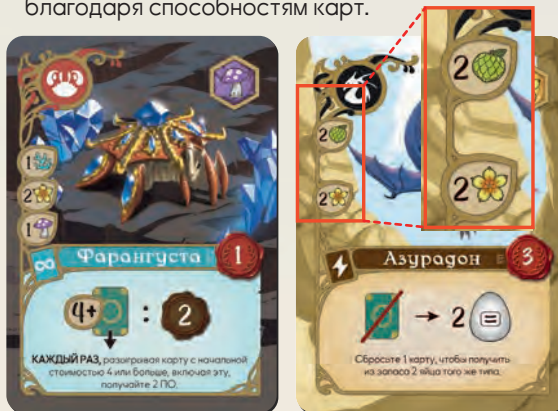 благодаря способностям карт.
1
2
1
Фарангуста
1
4+ : 2
КАЖДЫЙ РАЗ, разыгривая карту с начальной
стоимостью 4 или больше, включая эту,
получайте 2 ПО.
2
2
2
2
Азурадон
3
2
Сбросьте 1 карту, чтобы получить
из запаса 2 яйца того же типа.